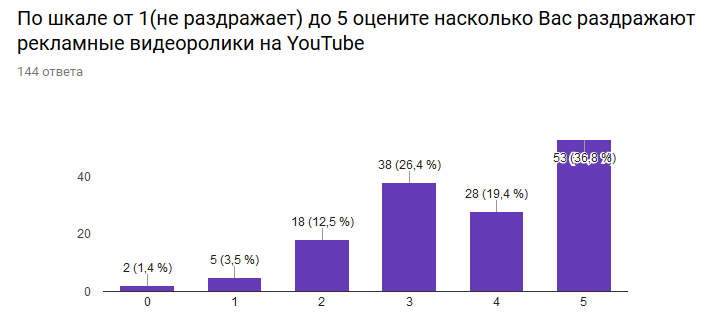 По шкале от 1(не раздражает) до 5 оцените насколько Вас раздражают
рекламные видеоролики на YouTube
144 ответа
53 (36,8 %)
38 (26,4 %)
28 (19,4 %)
18 (12,5 %)
5 (3,5 %)
2 (1,4 %)
40
20
0
0 1 2 3 4 5